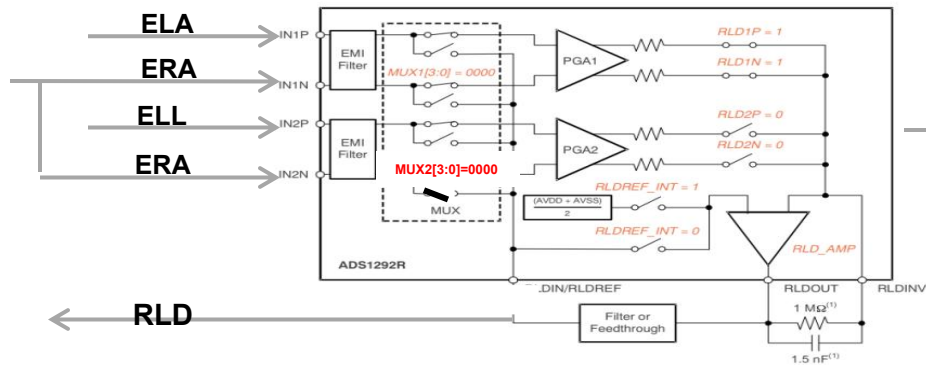 ELA
IN1P
EMI
Filter
ERA
IN1N
MUX1[3:0] = 0000
PGA1
RLD1P = 1
RLD1N = 1
ELL
IN2P
EMI
Filter
ERA
IN2N
MUX2[3:0]=0000
PGA2
RLD2P = 0
RLD2N = 0
RLDREF_INT = 1
(AVDD + AVSS)
2
MUX
RLDREF_INT = 0
RLD_AMP
ADS1292R
LDIN/RLDREF
RLDOUT
RLDINV
RLD
Filter or
Feedthrough
1 MΩ(1)
1.5 nF(1)